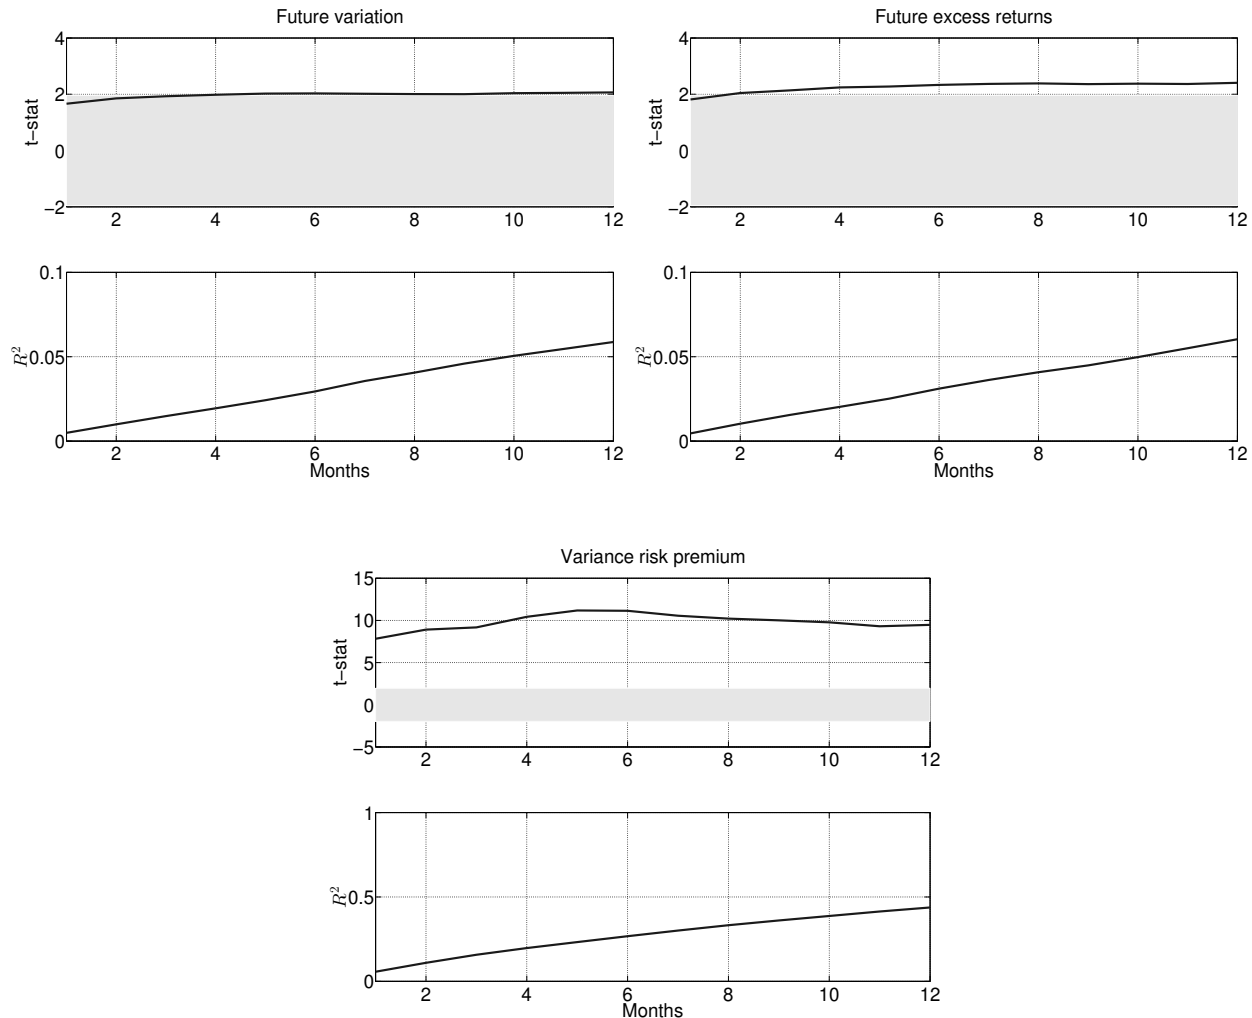 Future variation
4
2
0
−2
t−stat
2 4 6 8 10 12
0.1
0.05
0
R²
2 4 6 8 10 12
Months
Future excess returns
4
2
0
−2
t−stat
2 4 6 8 10 12
0.1
0.05
0
R²
2 4 6 8 10 12
Months
Variance risk premium
15
10
5
0
−5
t−stat
2 4 6 8 10 12
1
0.5
0
R²
2 4 6 8 10 12
Months